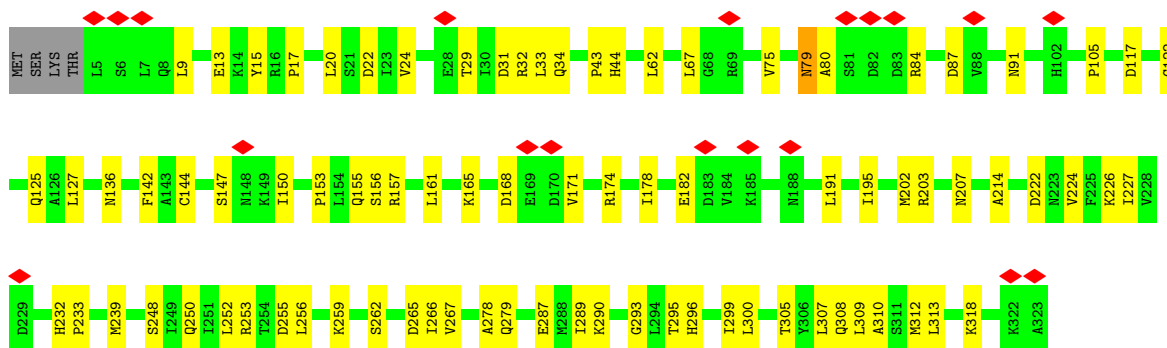 MET SER LYS THR L5 S6 L7 Q8 L9 E13 K14 Y15 R16 P17 L20 S21 D22 I23 V24 E28 T29 I30 D31 R32 L33 Q34 P43 H44 L62 L67 G68 R69 V75 N79 A80 S81 D82 D83 R84 D87 V88 N91 H102 P105 D117
Q125 A126 L127 N136 F142 A143 C144 S147 N148 K149 I150 P153 L154 Q155 S156 R157 L161 K165 D168 E169 D170 V171 R174 I178 E182 D183 V184 K185 N188 L191 I195 M202 R203 N207 A214 D222 N223 V224 F225 K226 I227 V228
D229 H232 P233 M239 S248 I249 Q250 I251 L252 R253 T254 D255 L256 K259 S262 D265 I266 V267 A278 Q279 E287 M288 I289 K290 G293 L294 T295 H296 I299 L300 T305 Y306 L307 Q308 L309 A310 S311 M312 L313 K318 K322 A323